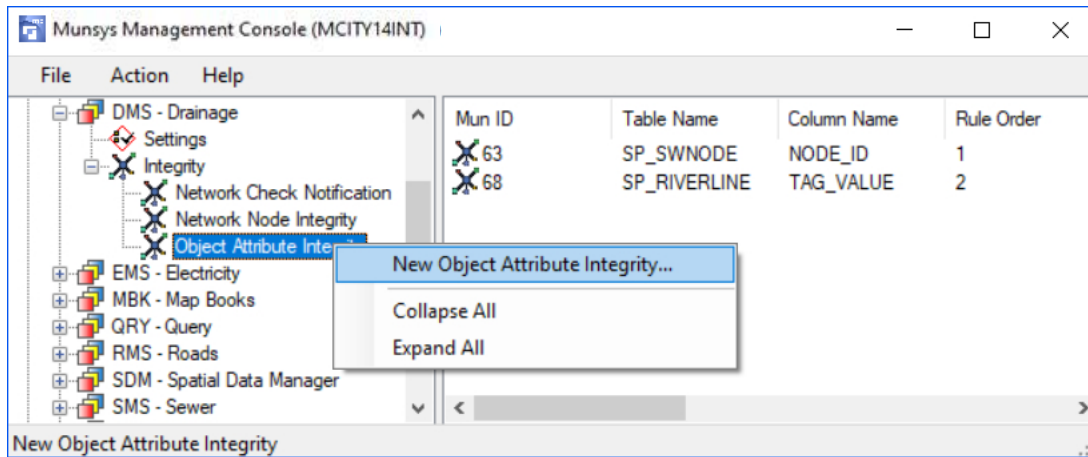 Munsys Management Console (MCITY14INT)
File Action Help
DMS - Drainage
Settings
Integrity
Network Check Notification
Network Node Integrity
Object Attribute
EMS - Electricity
MBK - Map Books
QRY - Query
RMS - Roads
SDM - Spatial Data Manager
SMS - Sewer
Mun ID Table Name Column Name Rule Order
63 SP_SWNODE NODE_ID 1
68 SP_RIVERLINE TAG_VALUE 2
New Object Attribute Integrity...
Collapse All
Expand All
New Object Attribute Integrity